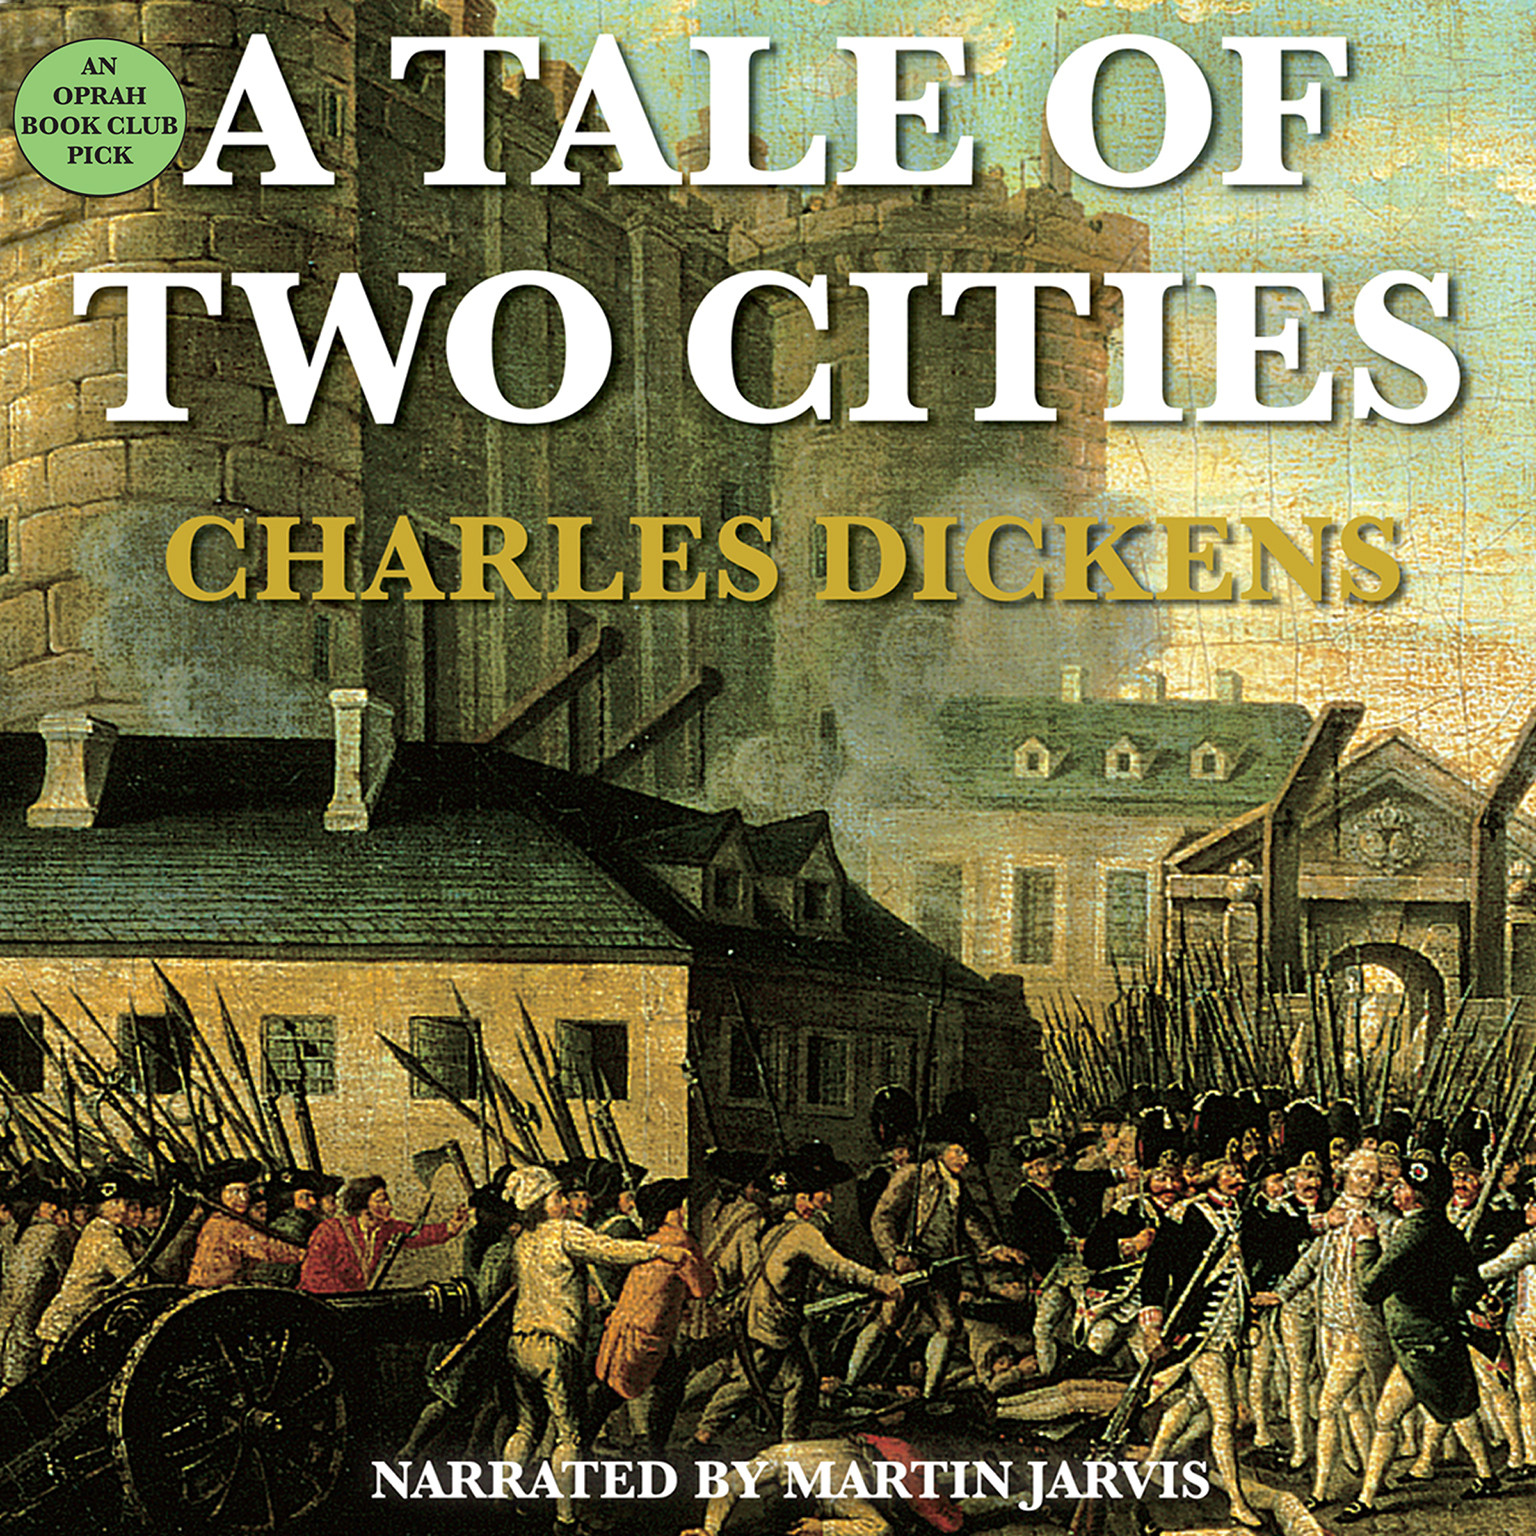 AN
OPRAH
BOOK CLUB
PICK
A TALE OF
TWO CITIES
CHARLES DICKENS
NARRATED BY MARTIN JARVIS